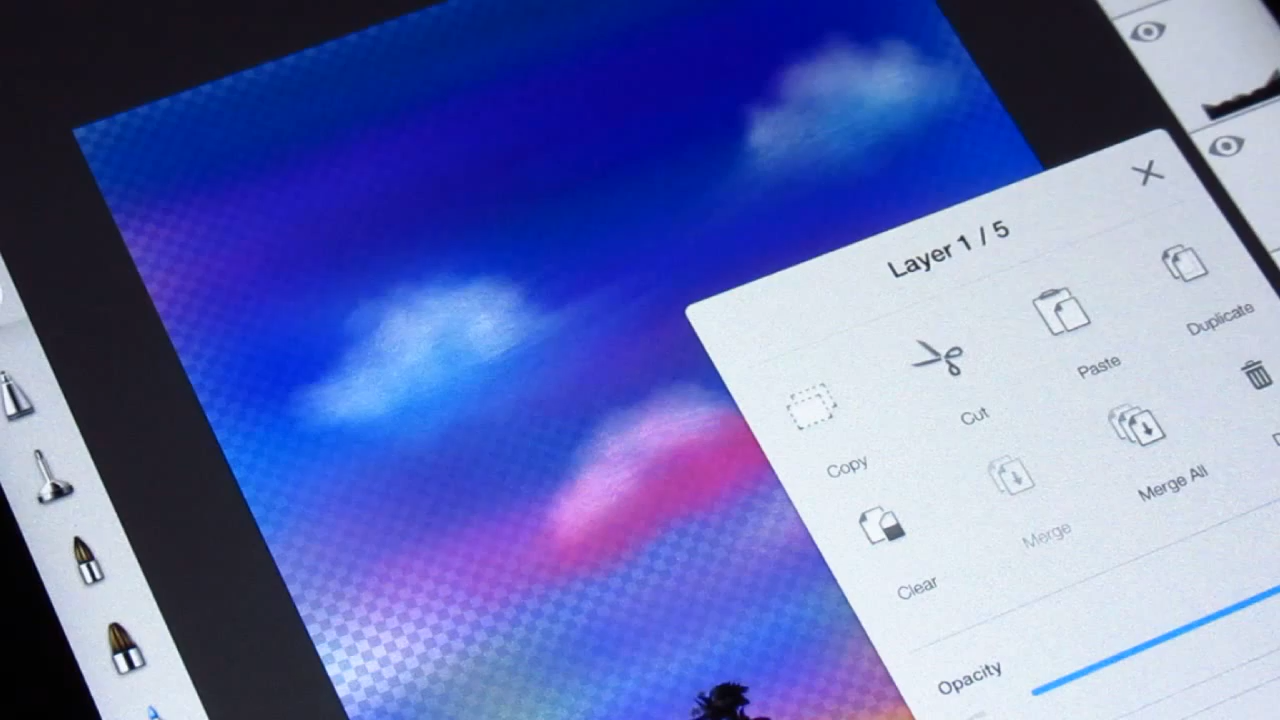 Layer 1 / 5
Copy
Cut
Paste
Duplicate
Clear
Merge
Merge All
Opacity